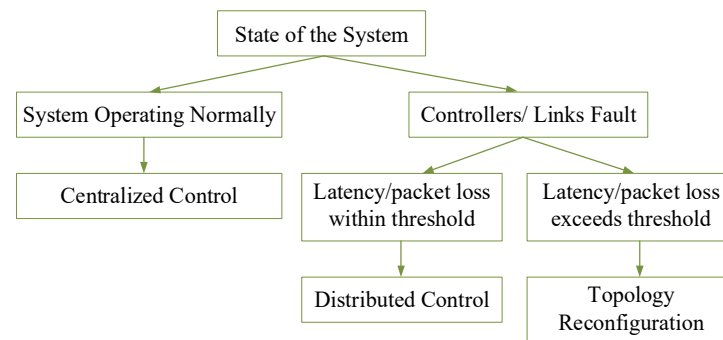 State of the System
System Operating Normally
Controllers/ Links Fault
Centralized Control
Latency/packet loss
within threshold
Latency/packet loss
exceeds threshold
Distributed Control
Topology
Reconfiguration